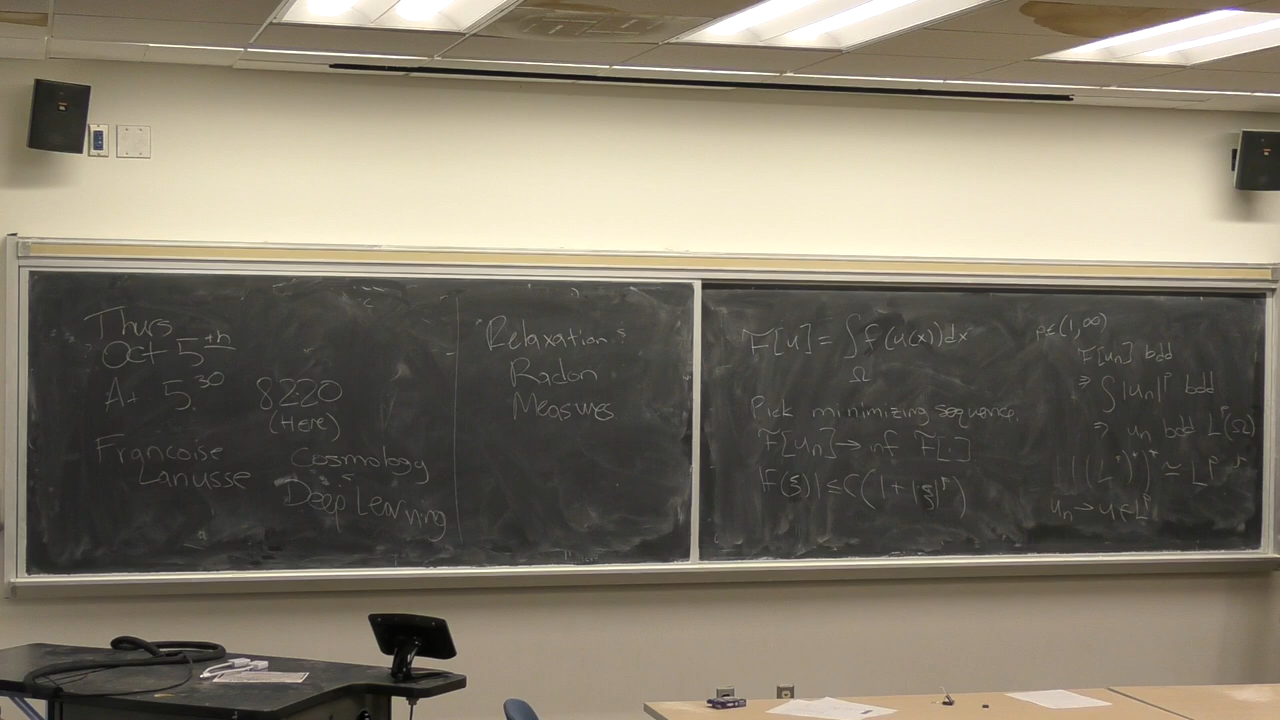 Thurs
Oct 5th
At 5 30 8220
(Here)
Francoise
Lanusse
Cosmology
Deep Learning
"Relaxation"
Radon
Measures
F[u] = ∫ f(u(x))dx
Ω
Pick minimizing sequence.
F[un] → inf F[.]
|F(ξ)| ≤ C(1+|ξ|^p)
p∈(1,∞)
F[un] bdd
⇒ ∫|un|^p bdd
⇒ un bdd L^p(Ω)
((L^p)*)* ≃ L^p
un → u∈L^p